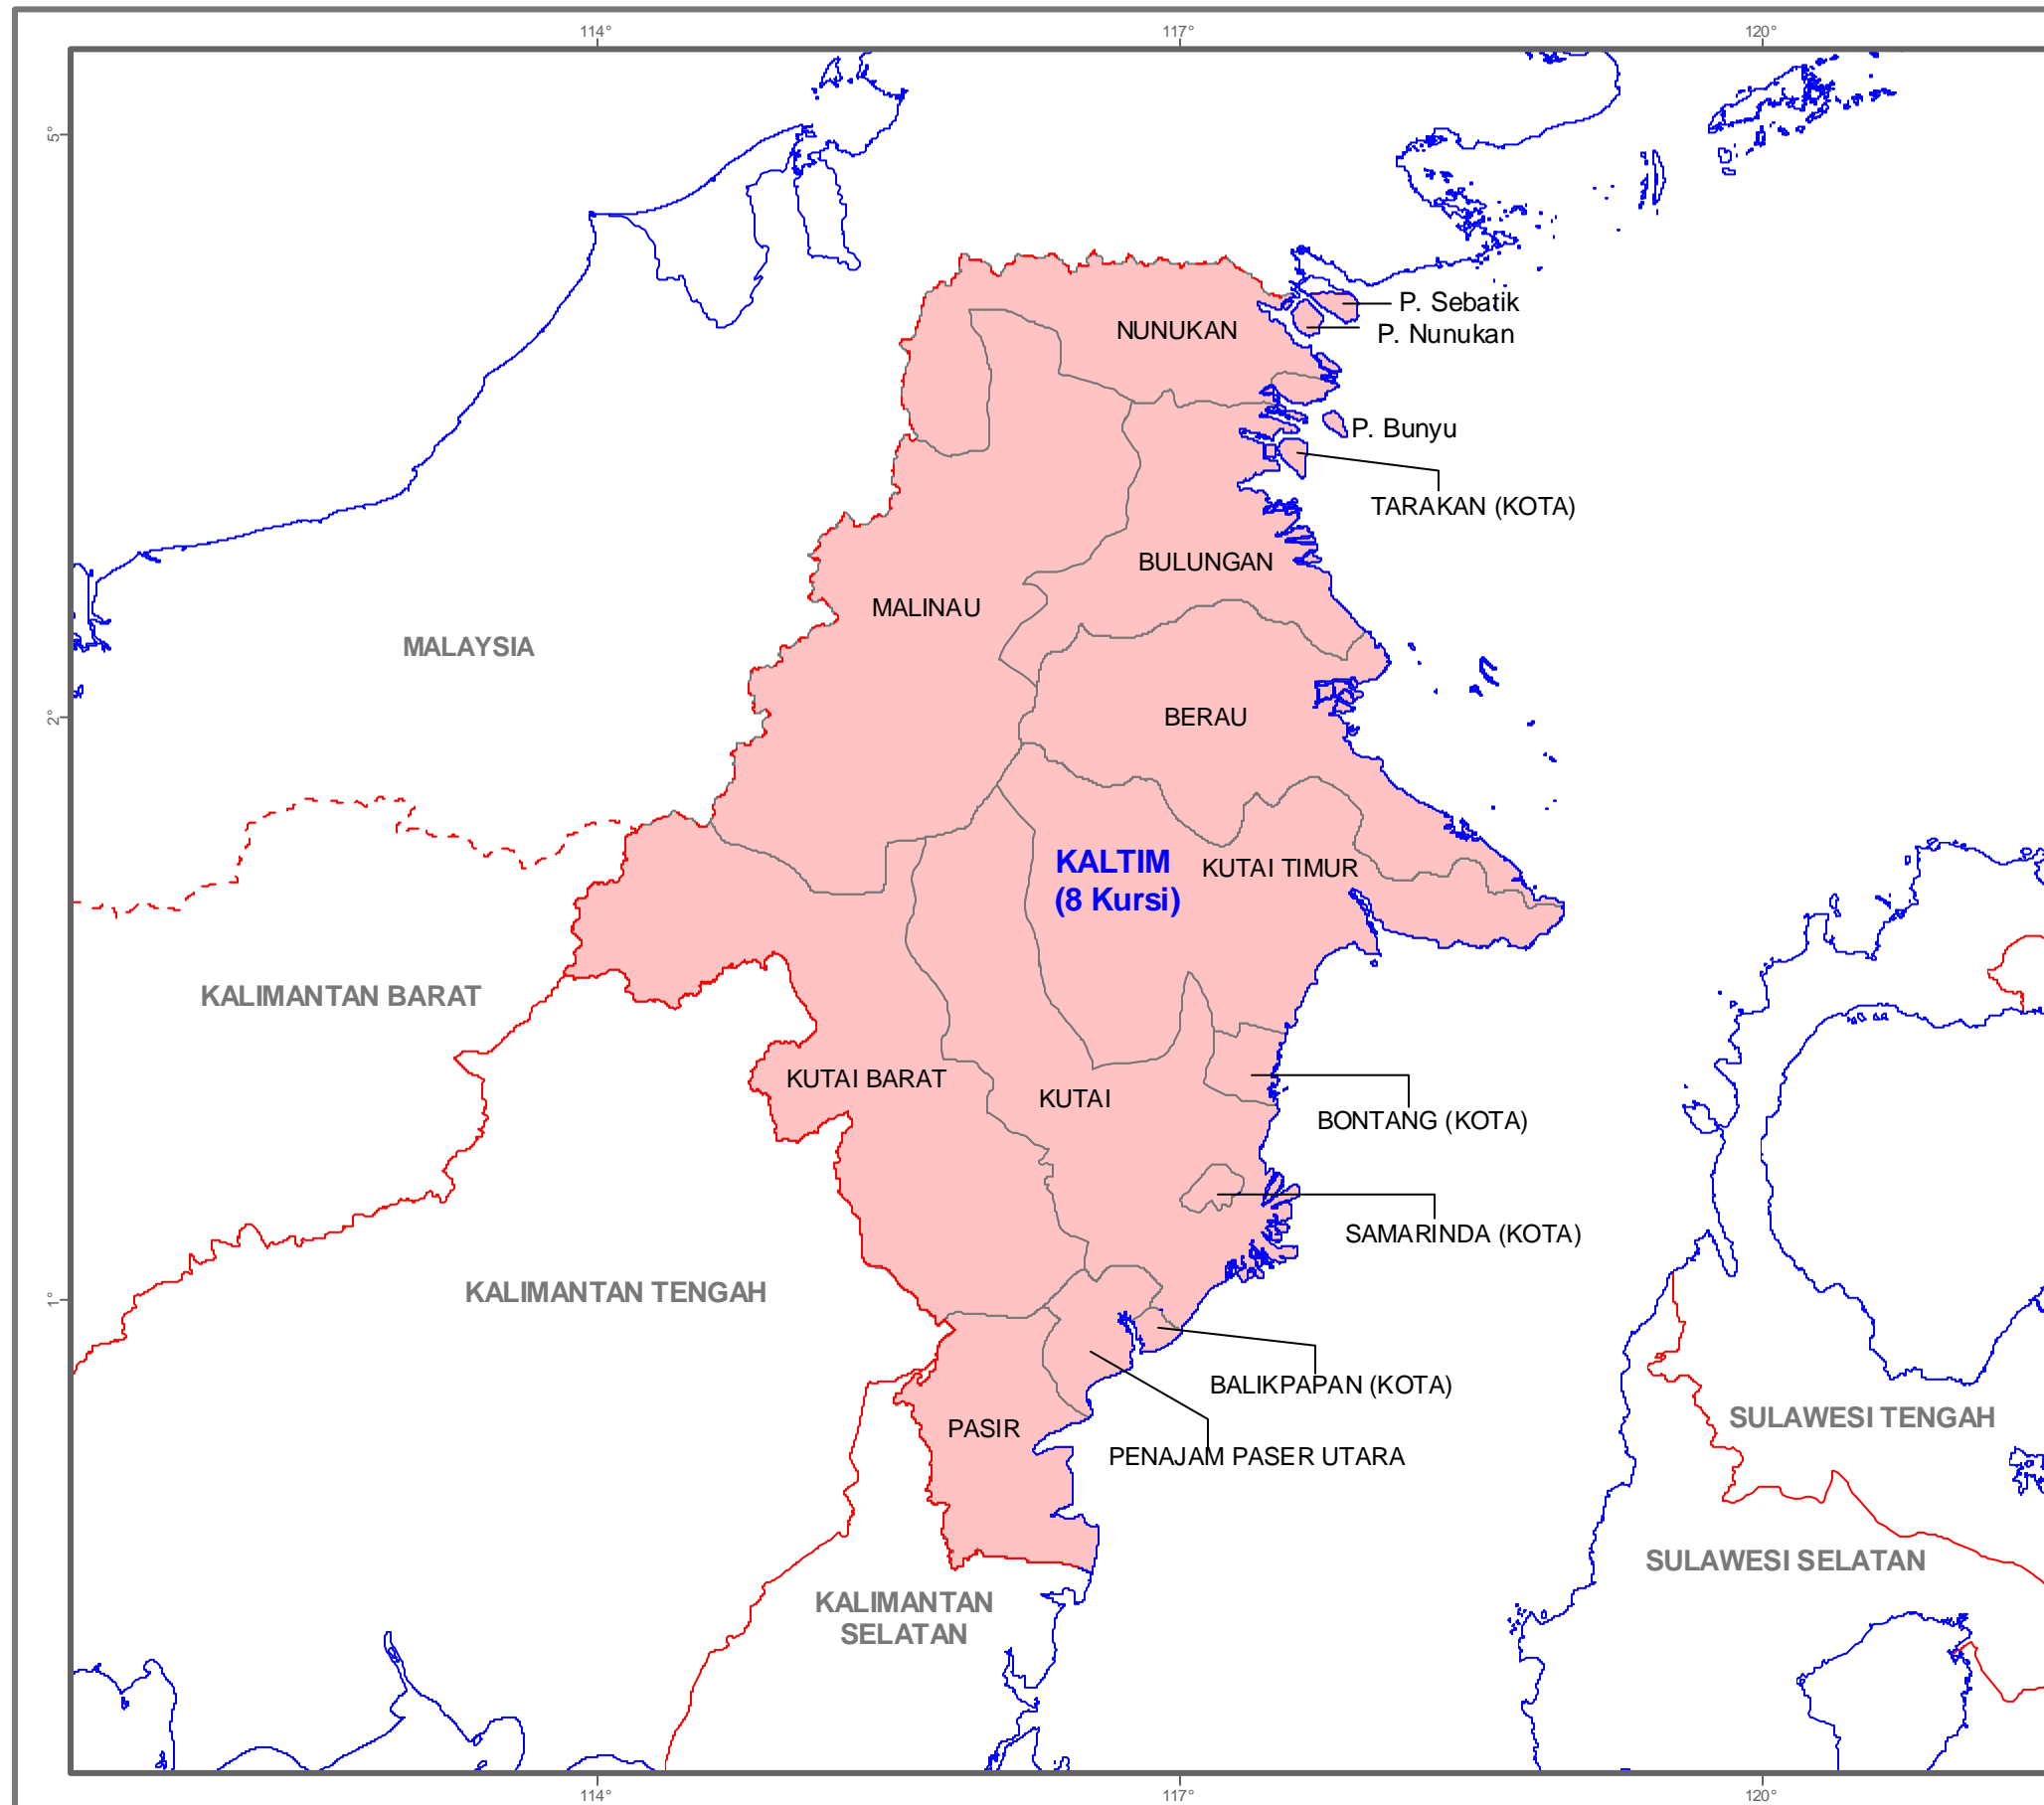 114°
117°
120°
5°
P. Sebatik
NUNUKAN
P. Nunukan
P. Bunyu
TARAKAN (KOTA)
BULUNGAN
MALINAU
MALAYSIA
2°
BERAU
KALTIM
(8 Kursi)
KUTAI TIMUR
KALIMANTAN BARAT
KUTAI BARAT
KUTAI
BONTANG (KOTA)
SAMARINDA (KOTA)
KALIMANTAN TENGAH
1°
BALIKPAPAN (KOTA)
SULAWESI TENGAH
PASIR
PENAJAM PASER UTARA
SULAWESI SELATAN
KALIMANTAN
SELATAN
114°
117°
120°